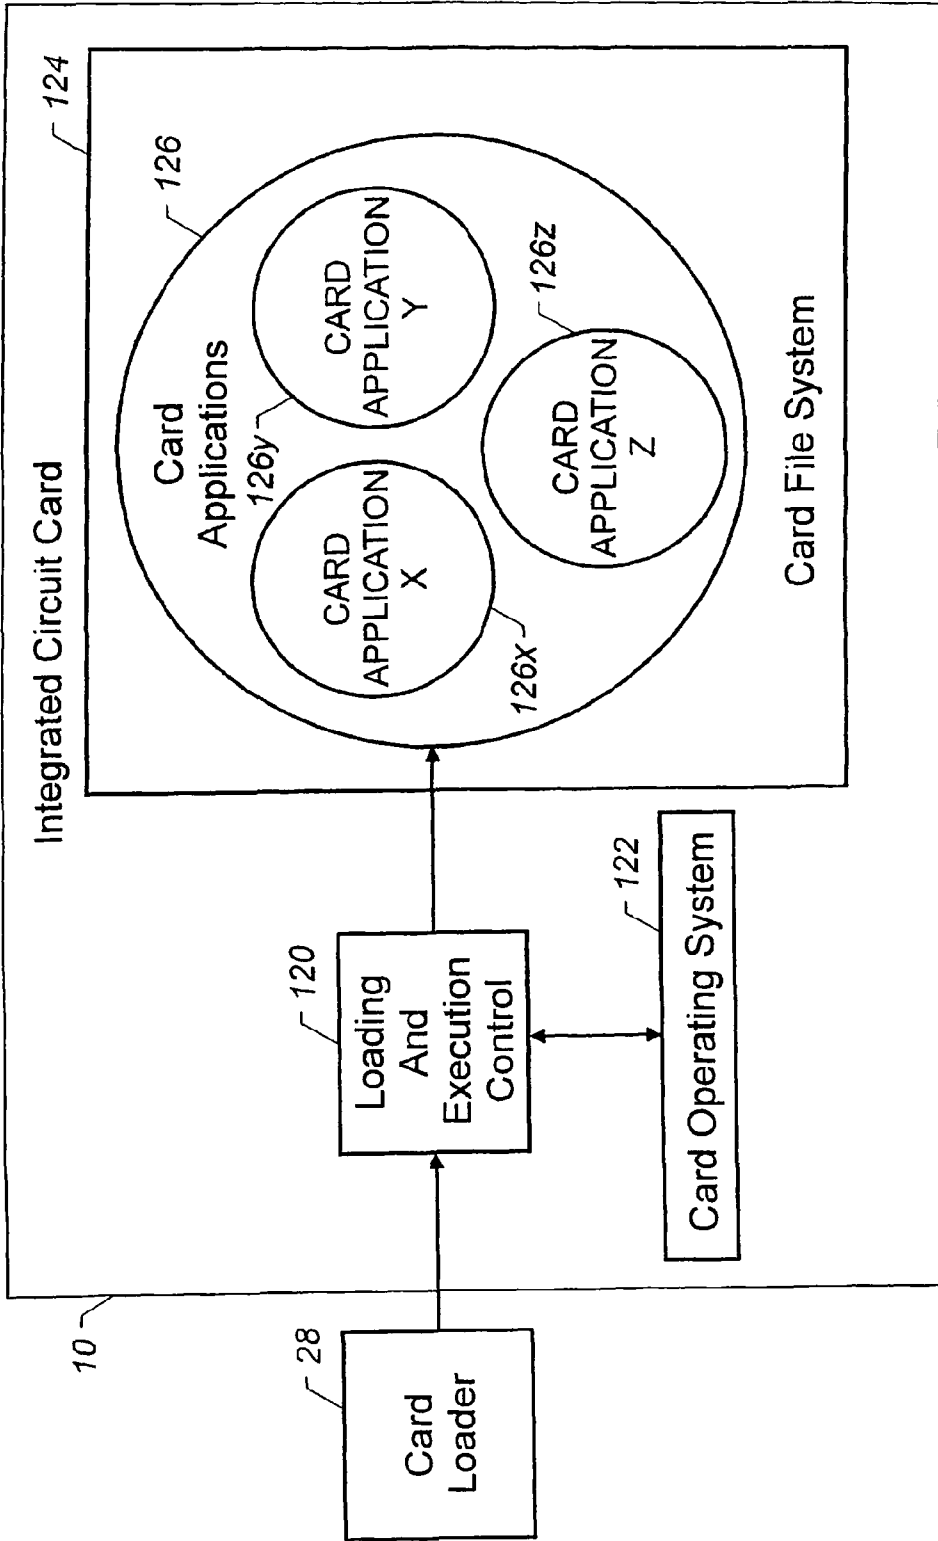 Integrated Circuit Card
10
28
Card
Loader
120
Loading
And
Execution
Control
122
Card Operating System
124
126
Card
Applications
126y
CARD
APPLICATION
X
126x
CARD
APPLICATION
Y
126z
CARD
APPLICATION
Z
Card File System